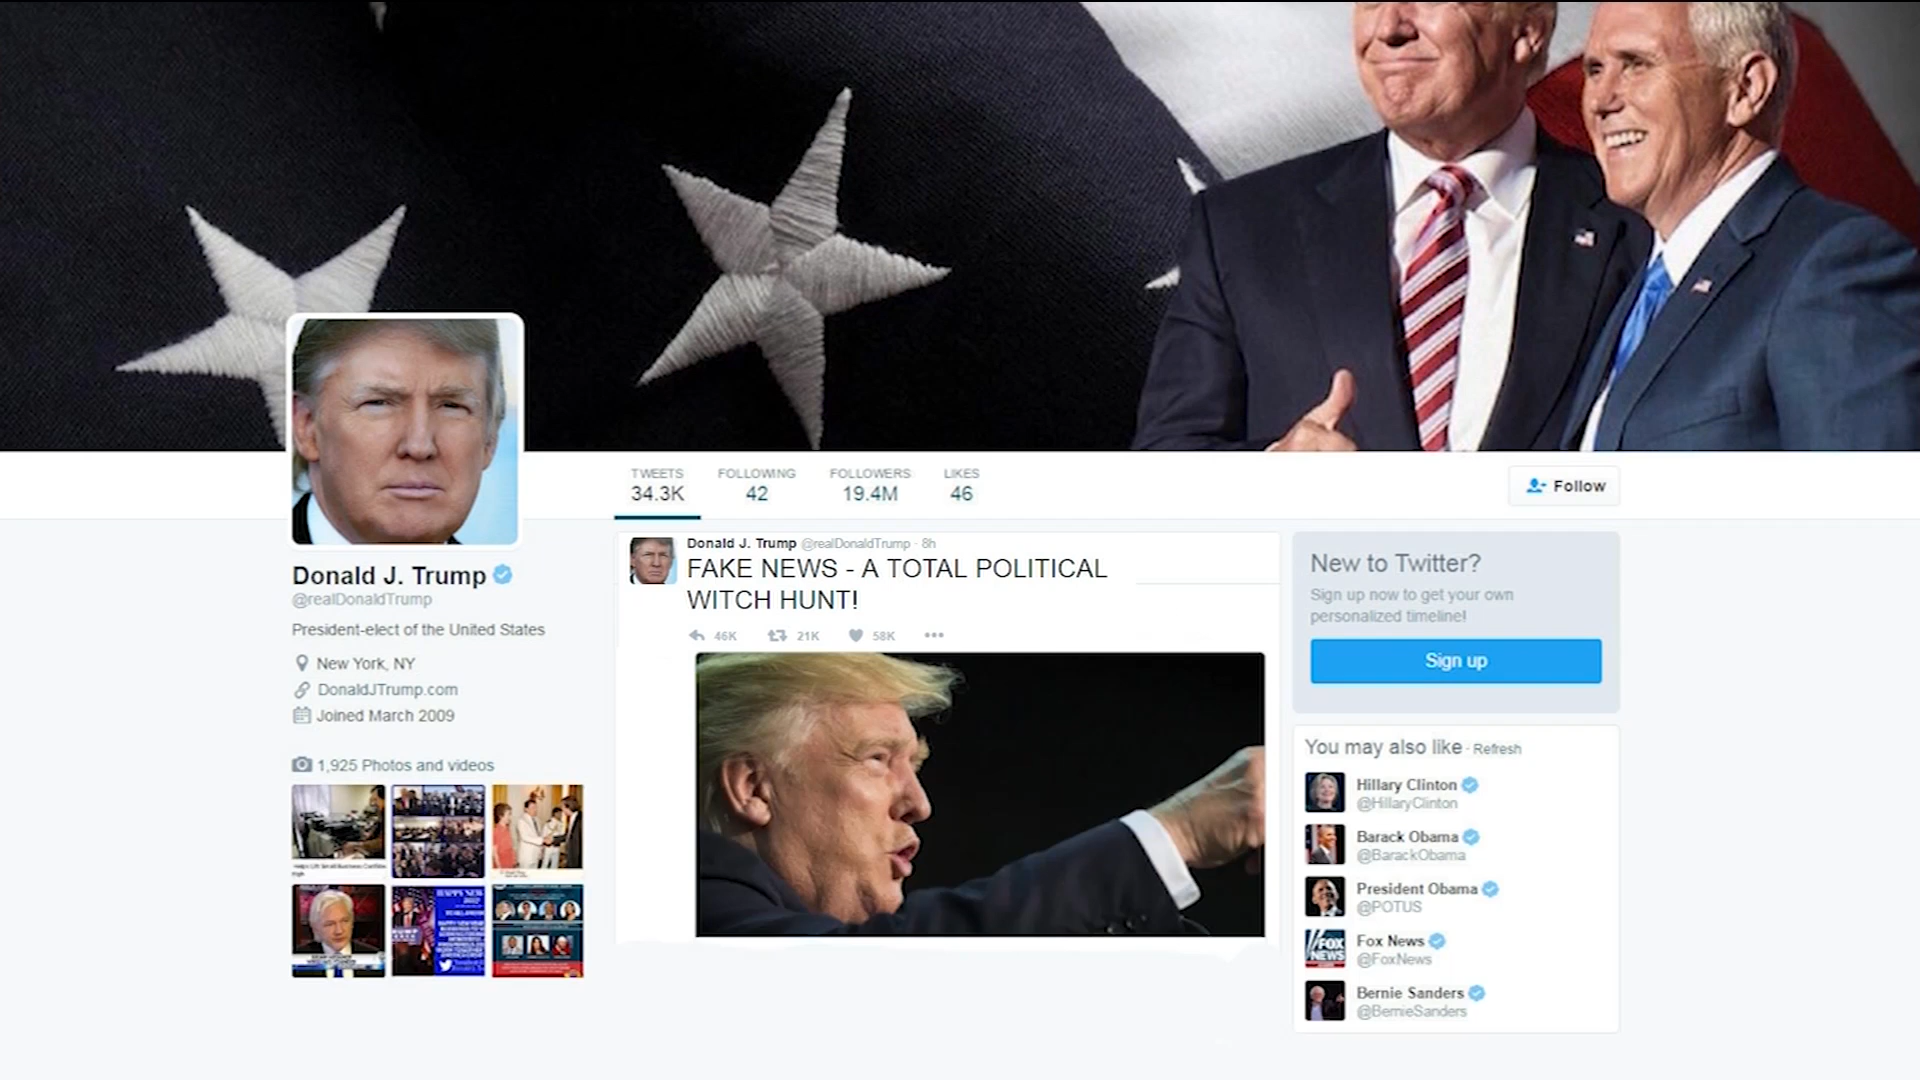 TWEETS FOLLOWING FOLLOWERS LIKES
34.3K 42 19.4M 46
Follow
Donald J. Trump
@realDonaldTrump
President-elect of the United States
New York, NY
DonaldJTrump.com
Joined March 2009
1,925 Photos and videos
Donald J. Trump @realDonaldTrump · 8h
FAKE NEWS - A TOTAL POLITICAL
WITCH HUNT!
46K 21K 58K
New to Twitter?
Sign up now to get your own
personalized timeline!
Sign up
You may also like · Refresh
Hillary Clinton
@HillaryClinton
Barack Obama
@BarackObama
President Obama
@POTUS
FOX
NEWS
Fox News
@FoxNews
Bernie Sanders
@BernieSanders